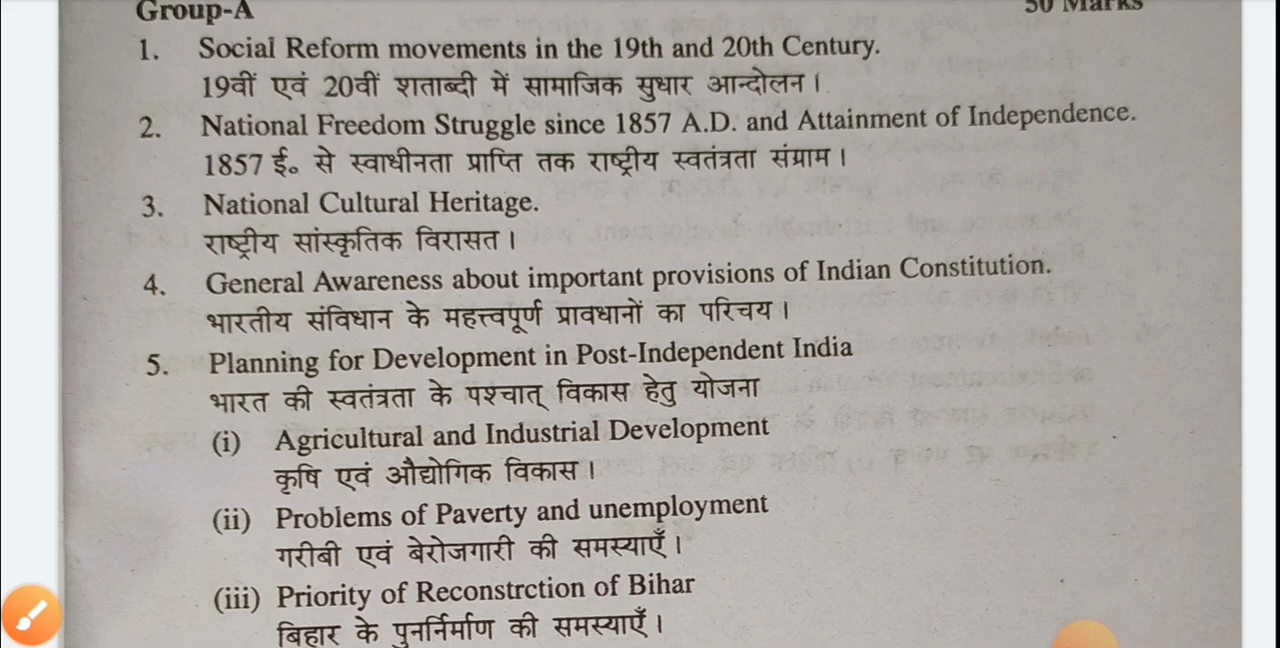 Group-A 50 Marks
1. Social Reform movements in the 19th and 20th Century.
19वीं एवं 20वीं शताब्दी में सामाजिक सुधार आन्दोलन।
2. National Freedom Struggle since 1857 A.D. and Attainment of Independence.
1857 ई० से स्वाधीनता प्राप्ति तक राष्ट्रीय स्वतंत्रता संग्राम।
3. National Cultural Heritage.
राष्ट्रीय सांस्कृतिक विरासत।
4. General Awareness about important provisions of Indian Constitution.
भारतीय संविधान के महत्त्वपूर्ण प्रावधानों का परिचय।
5. Planning for Development in Post-Independent India
भारत की स्वतंत्रता के पश्चात् विकास हेतु योजना
(i) Agricultural and Industrial Development
कृषि एवं औद्योगिक विकास।
(ii) Problems of Paverty and unemployment
गरीबी एवं बेरोजगारी की समस्याएँ।
(iii) Priority of Reconstrction of Bihar
बिहार के पुनर्निर्माण की समस्याएँ।